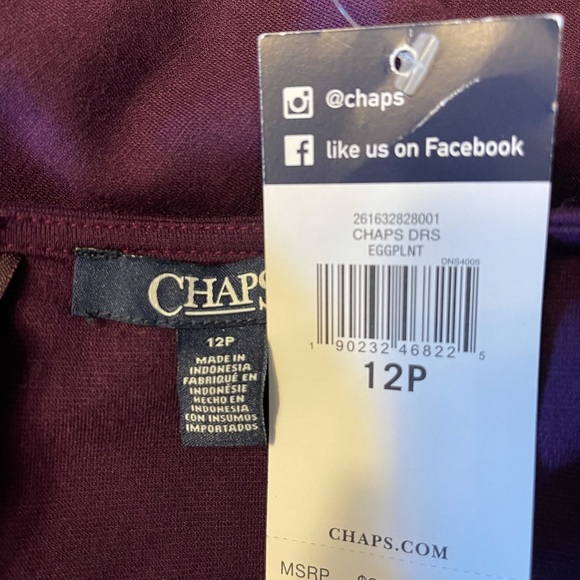 @chaps
like us on Facebook
261632828001
CHAPS DRS
EGGPLNT
DNS4005
1 90232 46822 5
12P
CHAPS.COM
MSRP
CHAPS
12P
MADE IN
INDONESIA
FABRIQUÉ EN
INDONÉSIE
HECHO EN
INDONESIA
CON INSUMOS
IMPORTADOS